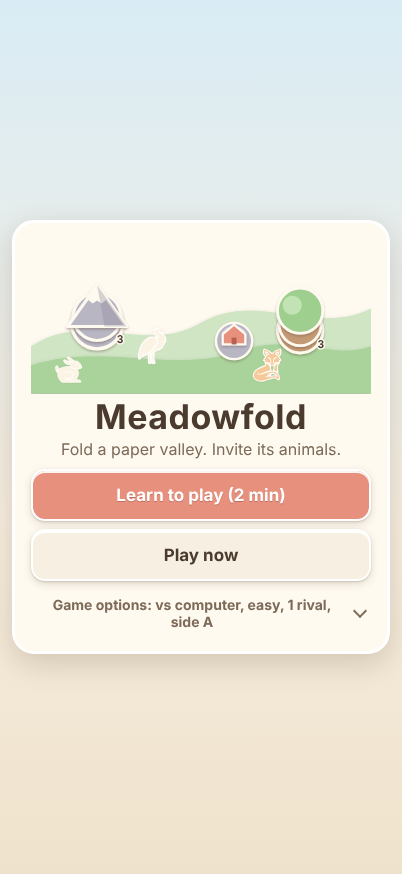 3
3
Meadowfold
Fold a paper valley. Invite its animals.
Learn to play (2 min)
Play now
Game options: vs computer, easy, 1 rival,
side A